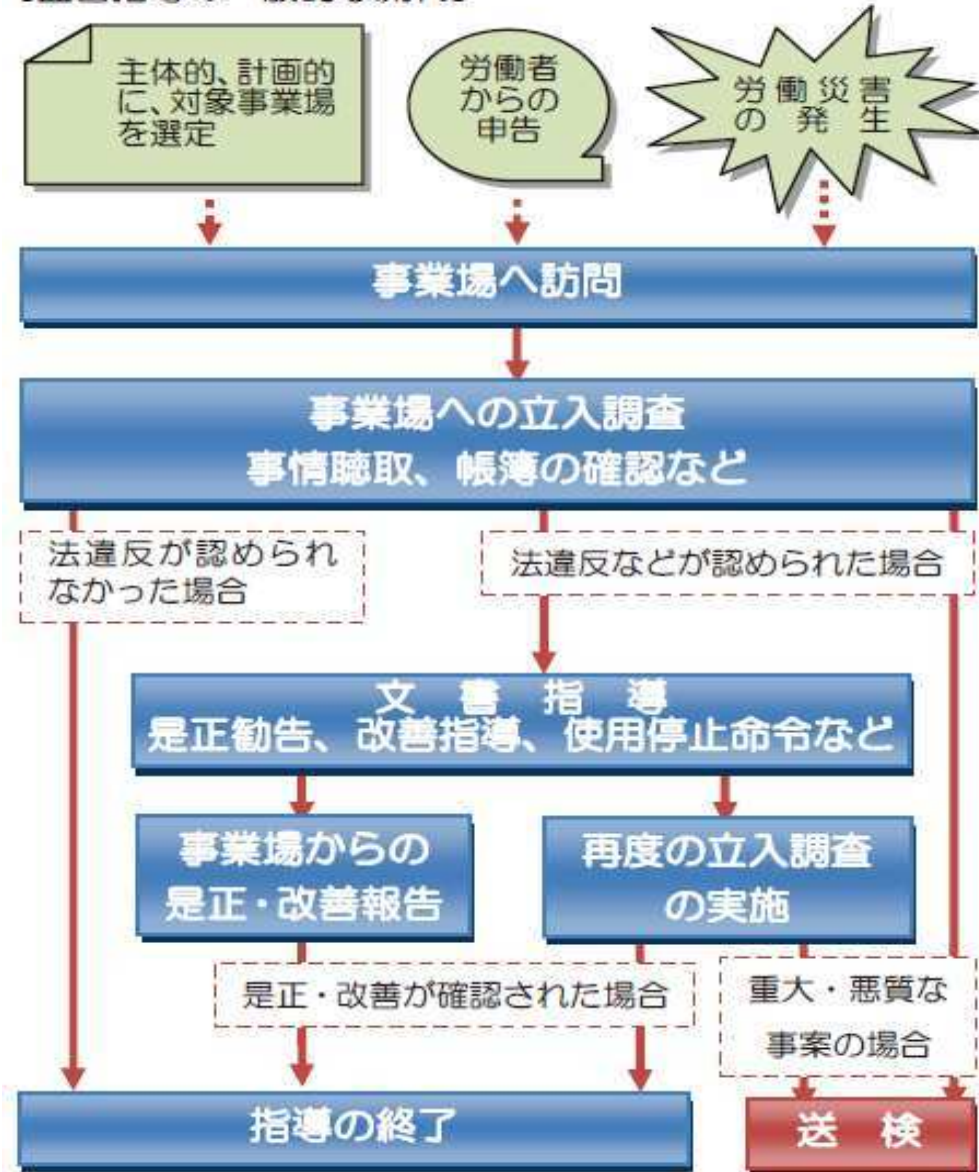 主体的、計画的
に、対象事業場
を選定
労働者
からの
申告
労働災害
の発生
事業場へ訪問
事業場への立入調査
事情聴取、帳簿の確認など
法違反が認められ
なかった場合
法違反などが認められた場合
文書指導
是正勧告、改善指導、使用停止命令など
事業場からの
是正・改善報告
再度の立入調査
の実施
是正・改善が確認された場合
重大・悪質な
事案の場合
指導の終了
送検